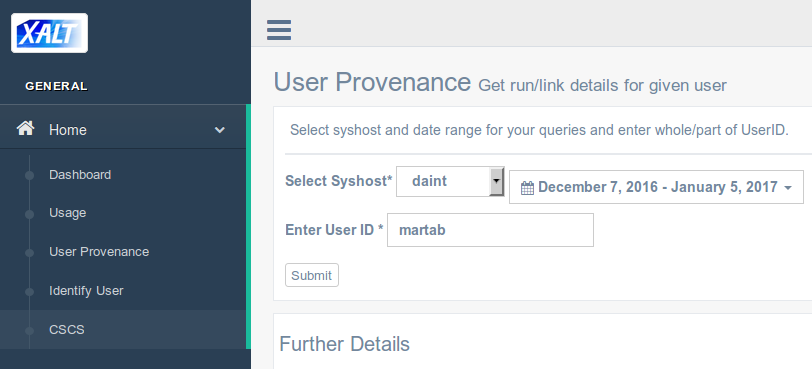 XALT
GENERAL
Home
Dashboard
Usage
User Provenance
Identify User
CSCS
User Provenance Get run/link details for given user
Select syshost and date range for your queries and enter whole/part of UserID.
Select Syshost* daint December 7, 2016 - January 5, 2017
Enter User ID * martab
Submit
Further Details